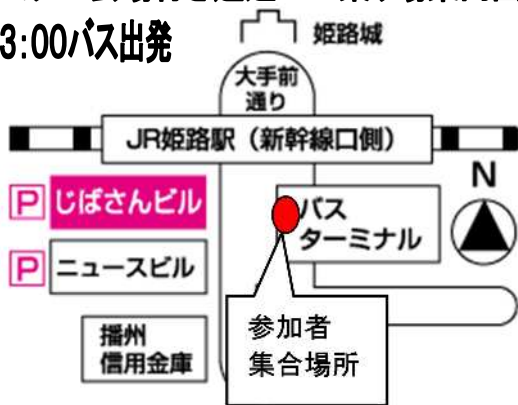 3:00バス出発
姫路城
大手前
通り
JR姫路駅（新幹線口側）
N
P じばさんビル
バス
ターミナル
P ニュースビル
参加者
集合場所
播州
信用金庫